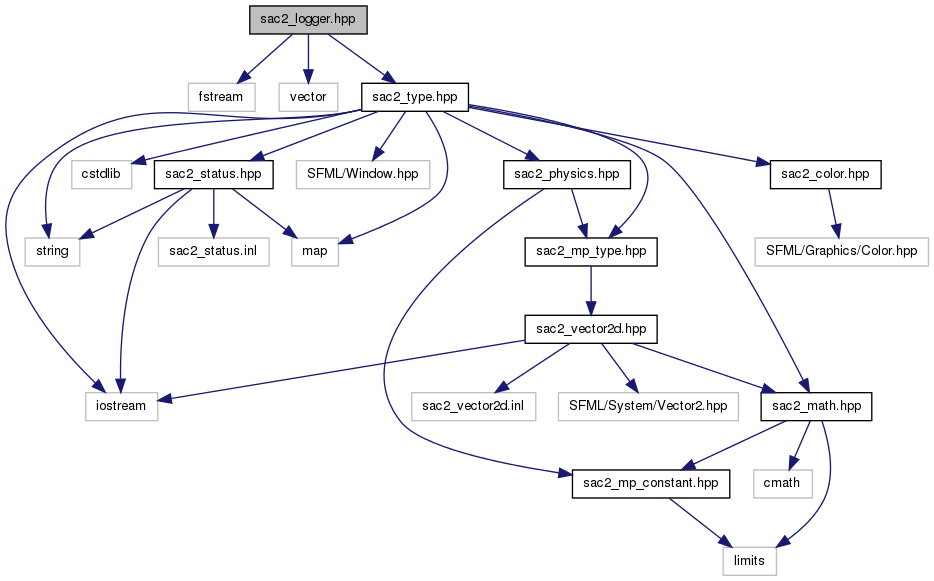 sac2_logger.hpp
fstream
vector
sac2_type.hpp
cstdlib
sac2_status.hpp
SFML/Window.hpp
sac2_physics.hpp
sac2_color.hpp
string
sac2_status.inl
map
sac2_mp_type.hpp
SFML/Graphics/Color.hpp
sac2_vector2d.hpp
iostream
sac2_vector2d.inl
SFML/System/Vector2.hpp
sac2_math.hpp
sac2_mp_constant.hpp
cmath
limits